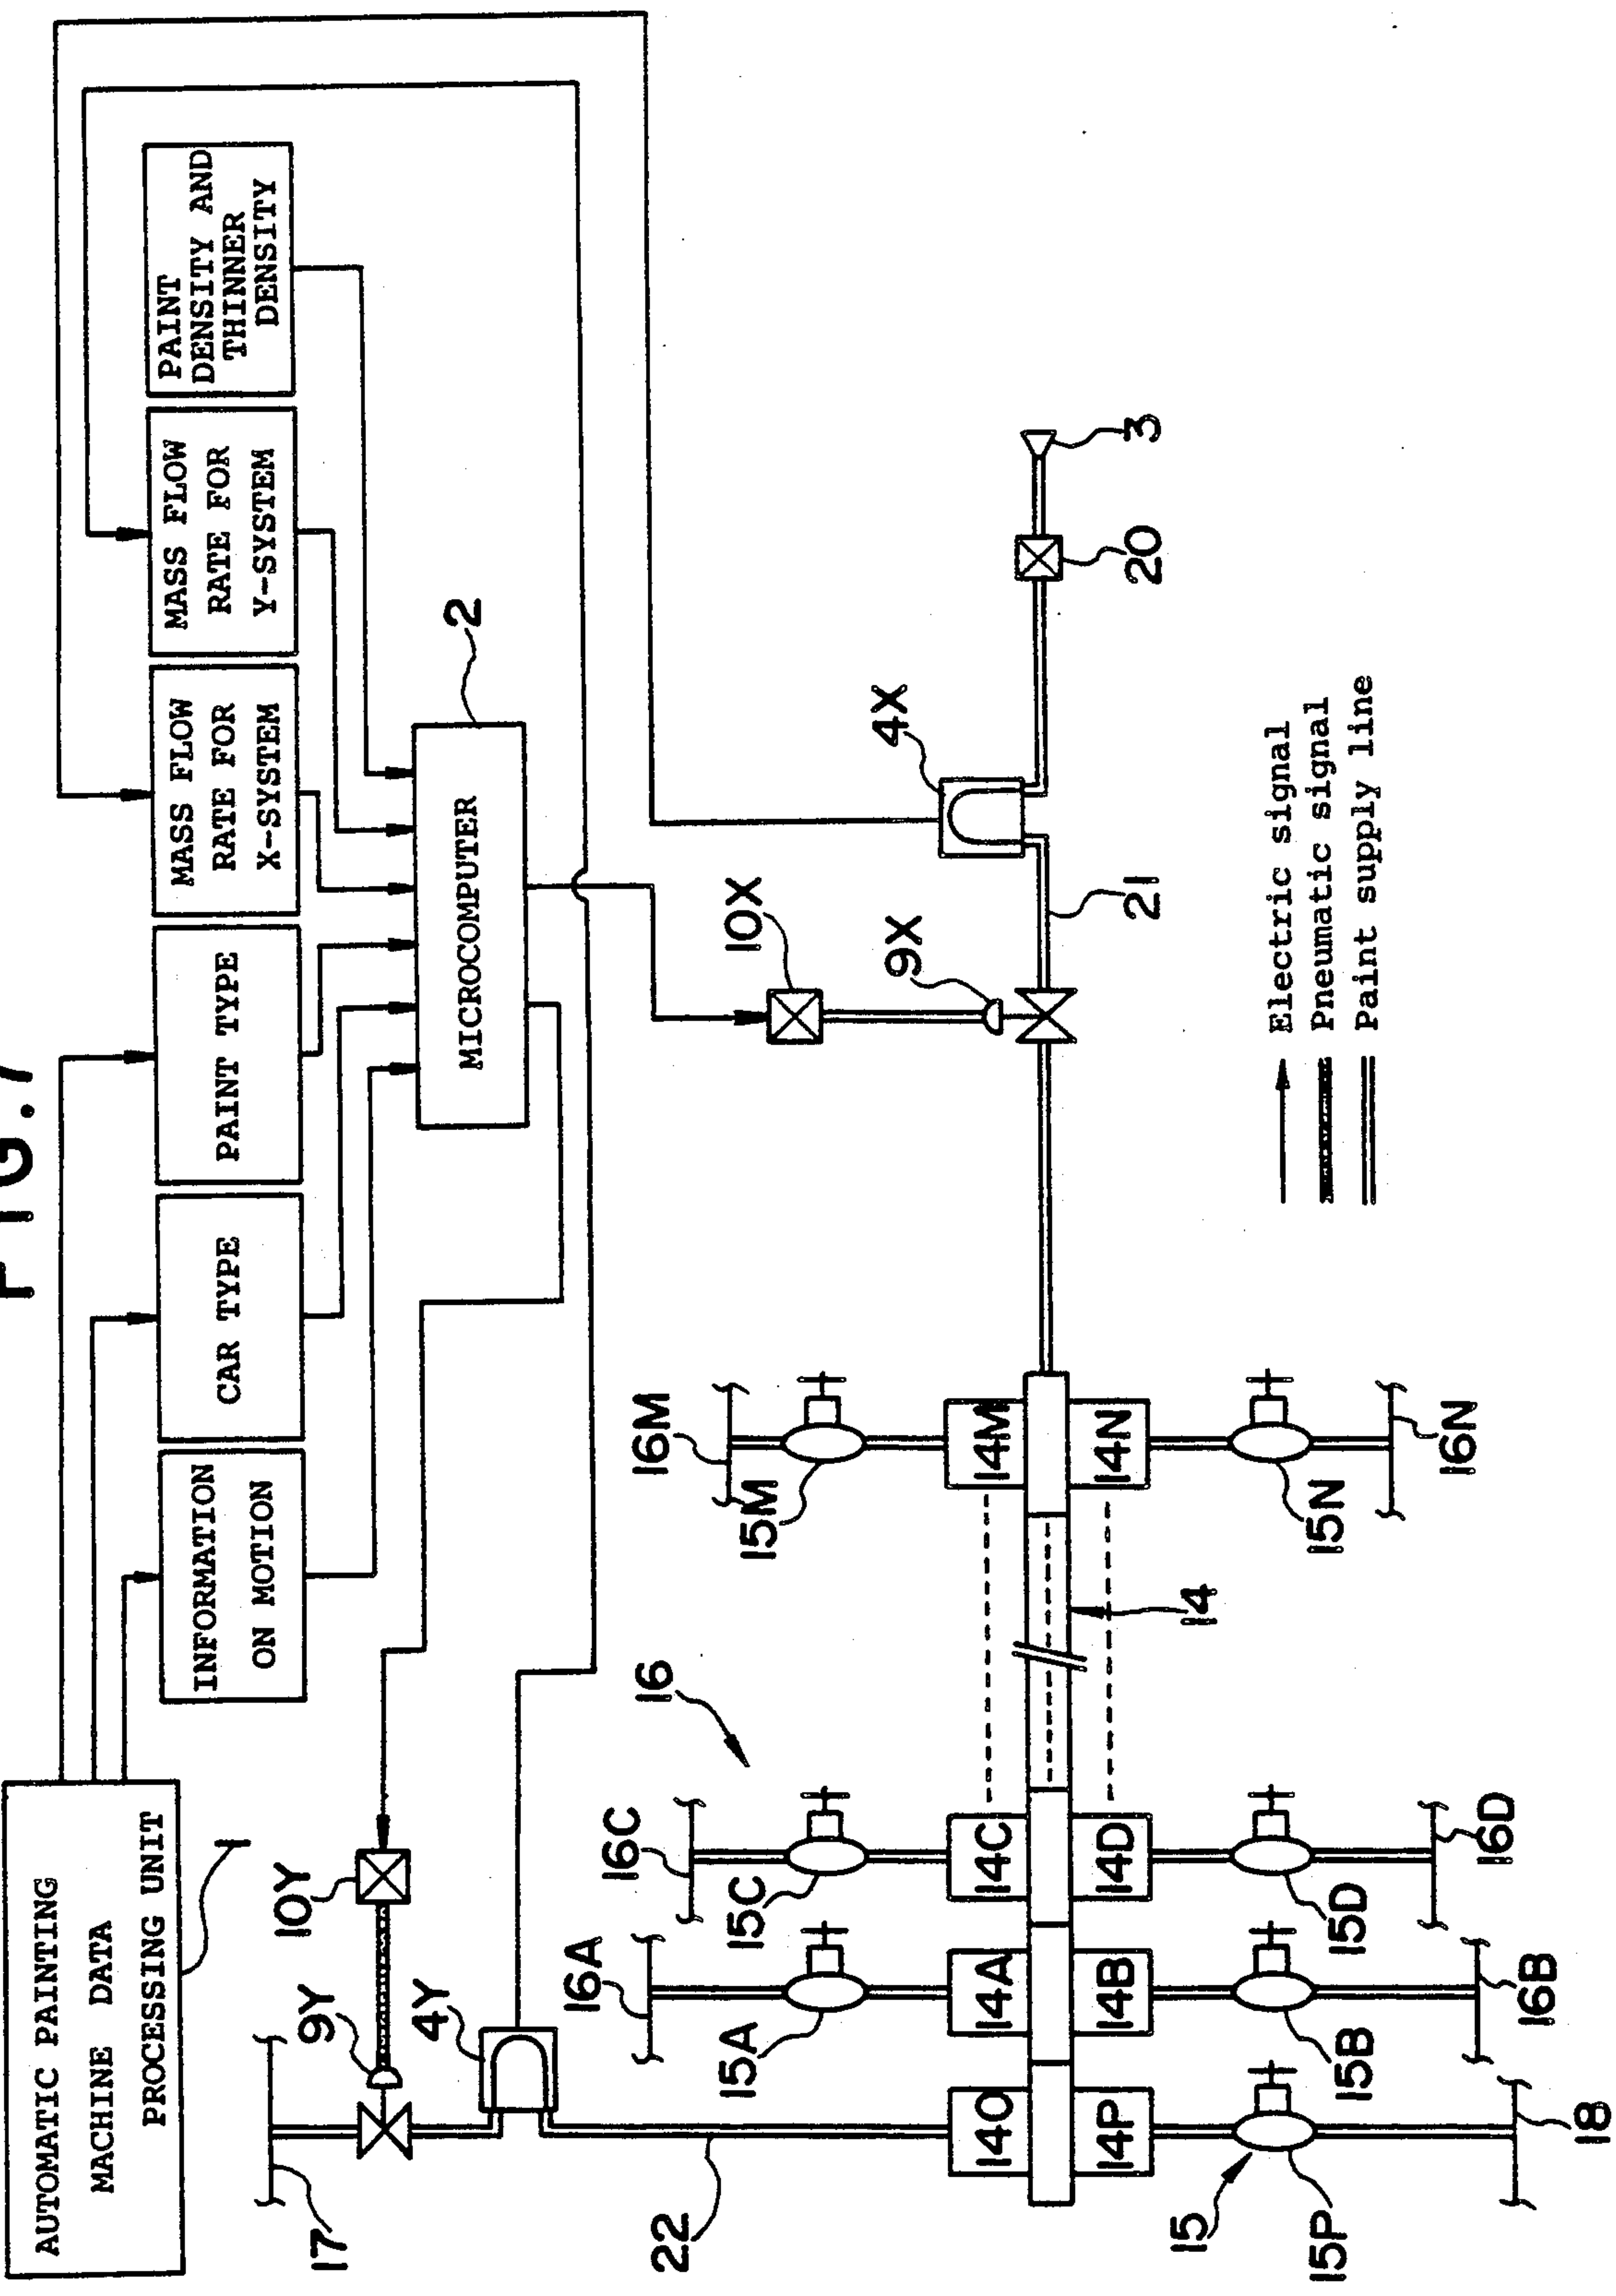 FIG.7
AUTOMATIC PAINTING
MACHINE DATA
PROCESSING UNIT
1
INFORMATION
ON MOTION
CAR TYPE
PAINT TYPE
MASS FLOW
RATE FOR
X-SYSTEM
MASS FLOW
RATE FOR
Y-SYSTEM
PAINT
DENSITY AND
THINNER
DENSITY
MICROCOMPUTER
2
17
9Y
10Y
4Y
22
16
16A
16C
16M
15A
15C
15M
10X
9X
4X
14O
14A
14C
14M
14P
14B
14D
14N
14
21
20
3
15
15P
15B
15D
15N
18
16B
16D
16N
Electric signal
Pneumatic signal
Paint supply line